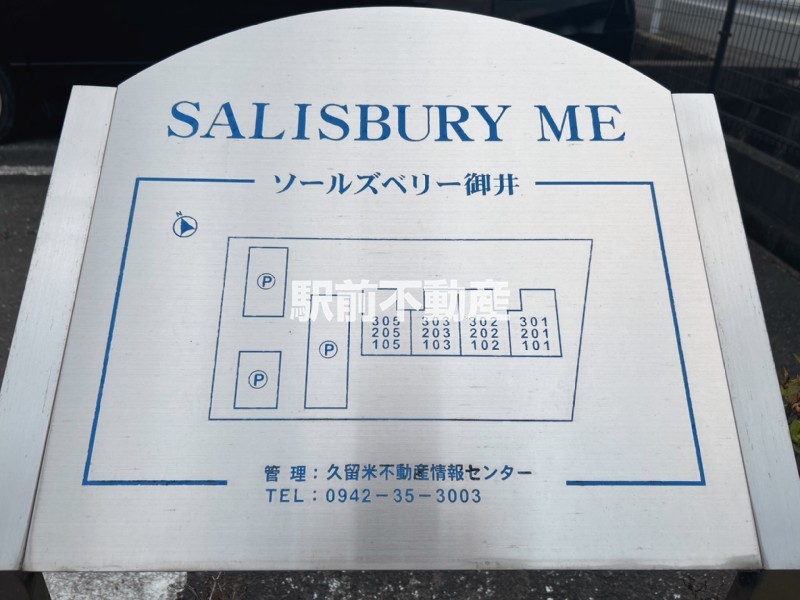 SALISBURY ME
ソールズベリー御井
N
P
駅前不動産
305 303 302 301
205 203 202 201
105 103 102 101
P
P
管 理：久留米不動産情報センター
TEL：0942－35－3003